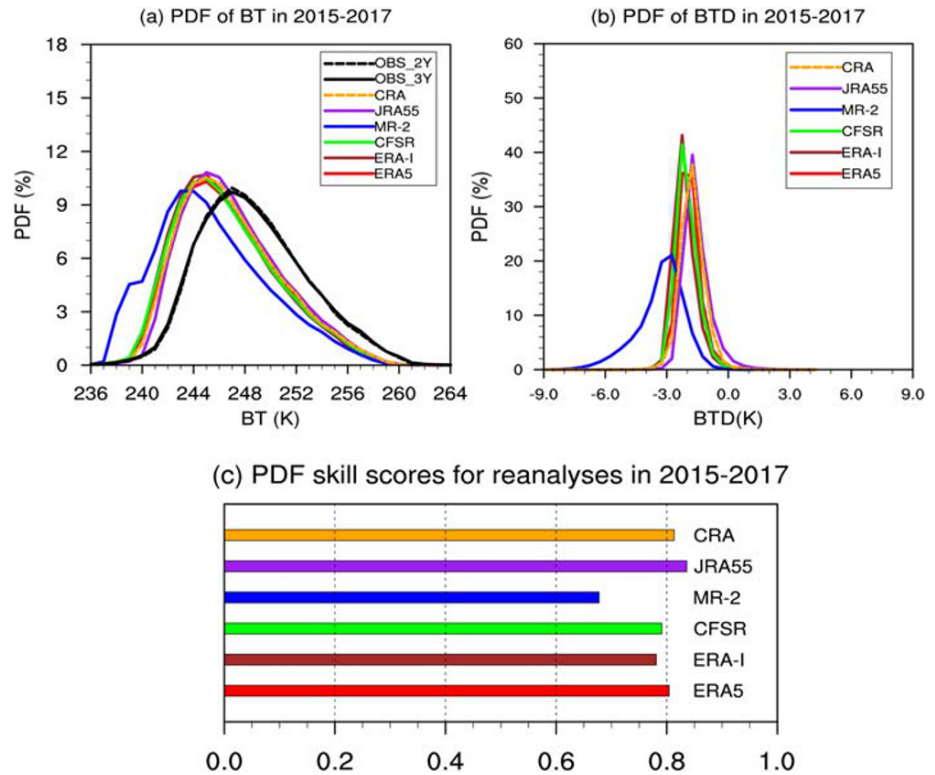 (a) PDF of BT in 2015-2017
18
15
12
9
6
3
0
PDF (%)
OBS_2Y
OBS_3Y
CRA
JRA55
MR-2
CFSR
ERA-I
ERA5
236 240 244 248 252 256 260 264
BT (K)
(b) PDF of BTD in 2015-2017
60
50
40
30
20
10
0
PDF (%)
CRA
JRA55
MR-2
CFSR
ERA-I
ERA5
-9.0 -6.0 -3.0 0.0 3.0 6.0 9.0
BTD(K)
(c) PDF skill scores for reanalyses in 2015-2017
CRA
JRA55
MR-2
CFSR
ERA-I
ERA5
0.0 0.2 0.4 0.6 0.8 1.0